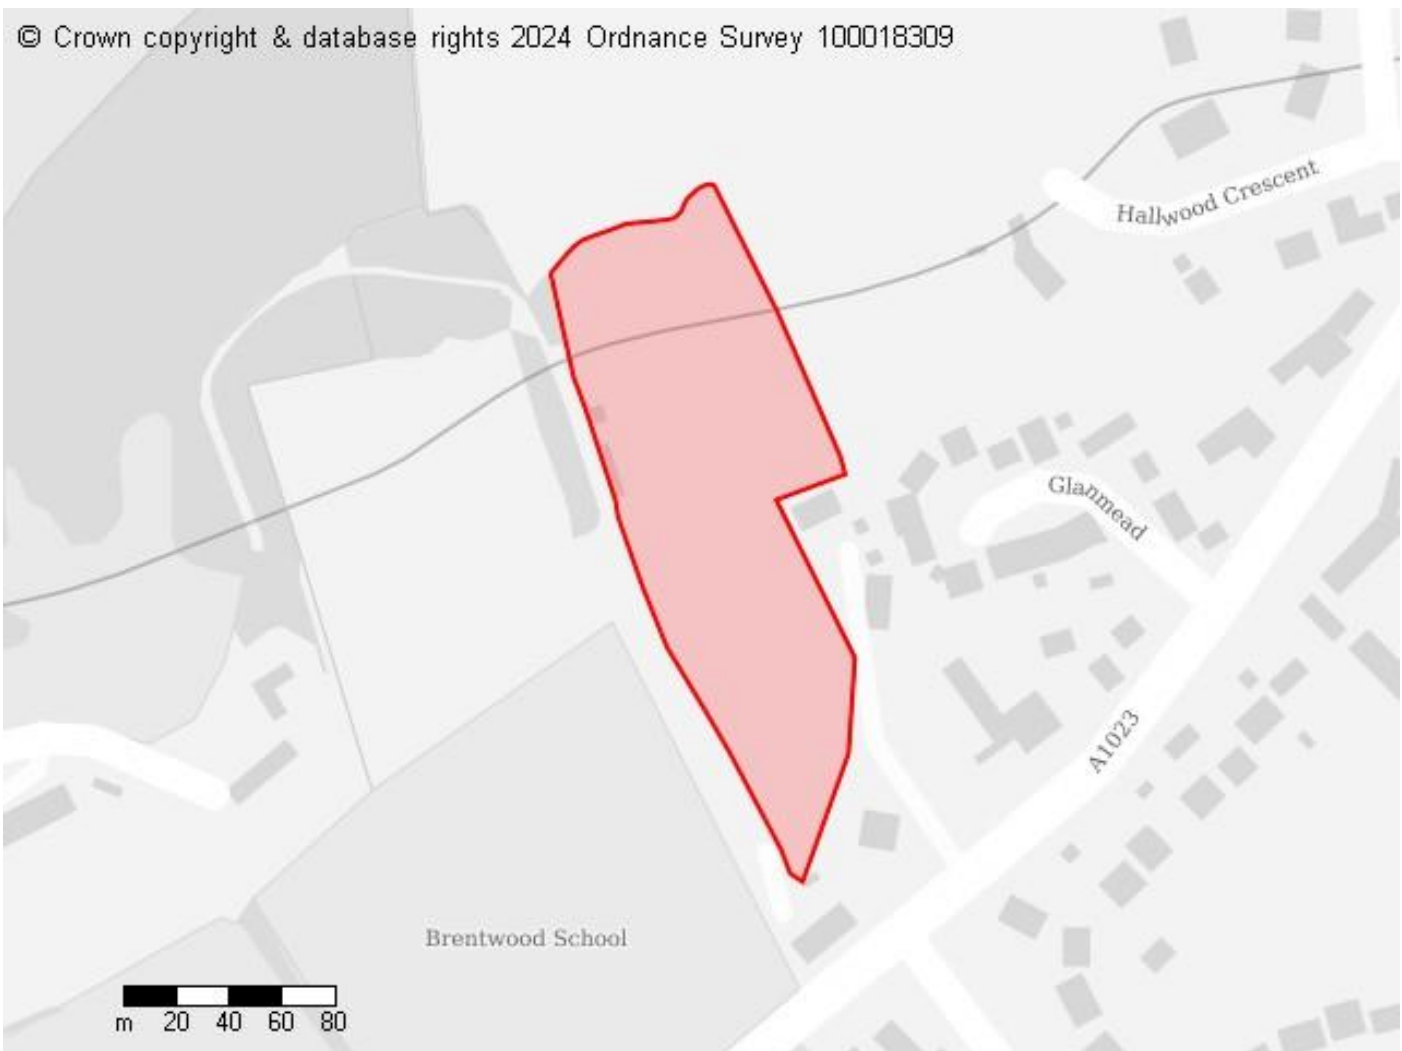 © Crown copyright & database rights 2024 Ordnance Survey 100018309
Hallwood Crescent
Glanmead
A1023
Brentwood School
m 20 40 60 80